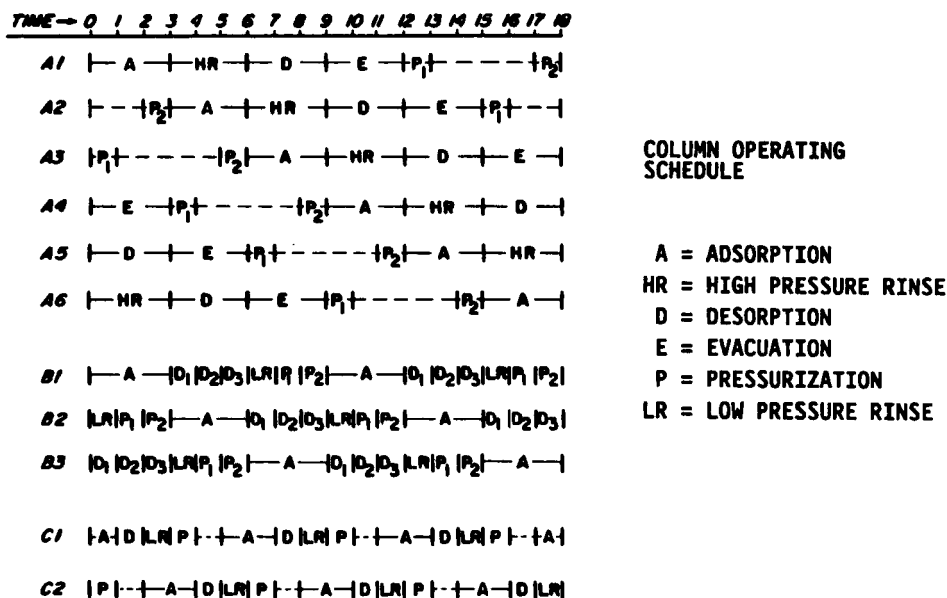 TIME→ 0 1 2 3 4 5 6 7 8 9 10 11 12 13 14 15 16 17 18
A1 A HR D E P₁ P₂
A2 P₂ A HR D E P₁
A3 P₁ P₂ A HR D E
A4 E P₁ P₂ A HR D
A5 D E P₁ P₂ A HR
A6 HR D E P₁ P₂ A
B1 A D₁ D₂ D₃ LR P₁ P₂ A D₁ D₂ D₃ LR P₁ P₂
B2 LR P₁ P₂ A D₁ D₂ D₃ LR P₁ P₂ A D₁ D₂ D₃
B3 D₁ D₂ D₃ LR P₁ P₂ A D₁ D₂ D₃ LR P₁ P₂ A
C1 A D LR P A D LR P A D LR P A
C2 P A D LR P A D LR P A D LR
COLUMN OPERATING
SCHEDULE
A = ADSORPTION
HR = HIGH PRESSURE RINSE
D = DESORPTION
E = EVACUATION
P = PRESSURIZATION
LR = LOW PRESSURE RINSE